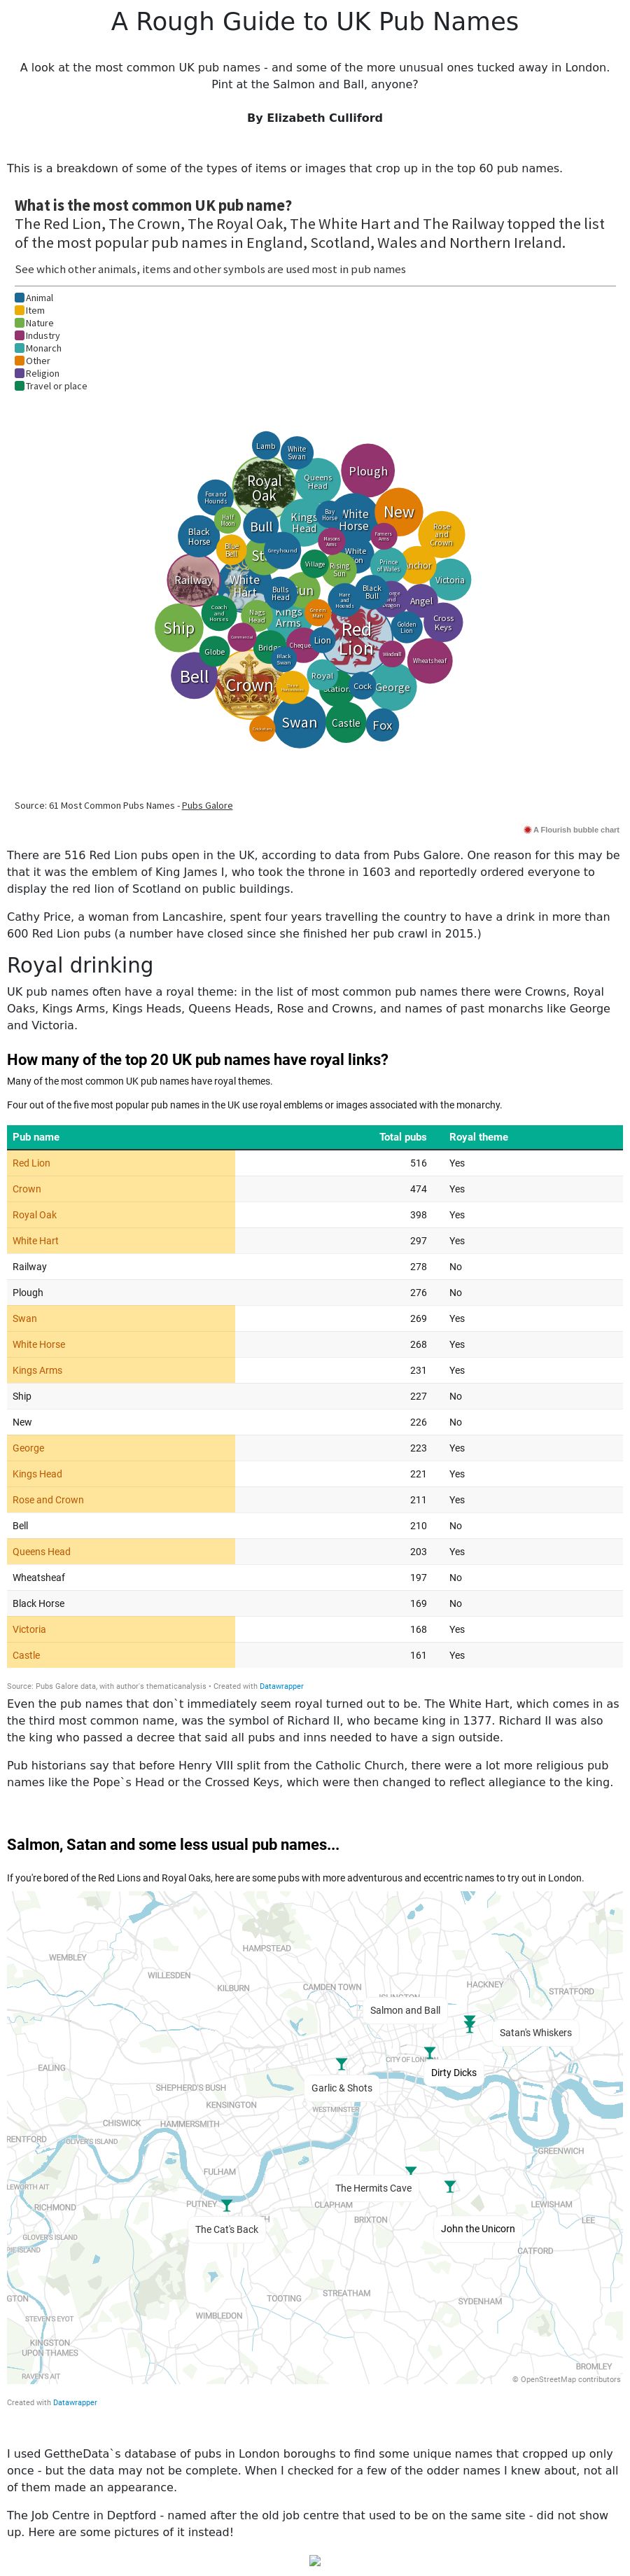 A Rough Guide to UK Pub Names
A look at the most common UK pub names - and some of the more unusual ones tucked away in London.
Pint at the Salmon and Ball, anyone?
By Elizabeth Culliford
This is a breakdown of some of the types of items or images that crop up in the top 60 pub names.
What is the most common UK pub name?
The Red Lion, The Crown, The Royal Oak, The White Hart and The Railway topped the list
of the most popular pub names in England, Scotland, Wales and Northern Ireland.
See which other animals, items and other symbols are used most in pub names
Animal
Item
Nature
Industry
Monarch
Other
Religion
Travel or place
Lamb
White
Swan
Plough
Royal
Oak
Queens
Head
Fox and
Hounds
Half
Moon
Kings
Head
Bay
Horse
White
Horse
New
Rose
and
Crown
Black
Horse
Blue
Bell
Bull
Greyhound
Masons
Arms
Farmers
Arms
White
Village
Rising
Sun
Prince
of Wales
Victoria
Railway
White
Hart
Bulls
Head
Hare
and
Hounds
Black
Bull
Angel
Coach
and
Horses
Nags
Head
Kings
Arms
Green
Man
Golden
Lion
Cross
Keys
Ship
Globe
Lion
Red
Lion
Windmill
Wheatsheaf
Black
Swan
Bell
Crown
Royal
Cock
George
Swan
Castle
Fox
Source: 61 Most Common Pubs Names - Pubs Galore
A Flourish bubble chart
There are 516 Red Lion pubs open in the UK, according to data from Pubs Galore. One reason for this may be
that it was the emblem of King James I, who took the throne in 1603 and reportedly ordered everyone to
display the red lion of Scotland on public buildings.
Cathy Price, a woman from Lancashire, spent four years travelling the country to have a drink in more than
600 Red Lion pubs (a number have closed since she finished her pub crawl in 2015.)
Royal drinking
UK pub names often have a royal theme: in the list of most common pub names there were Crowns, Royal
Oaks, Kings Arms, Kings Heads, Queens Heads, Rose and Crowns, and names of past monarchs like George
and Victoria.
How many of the top 20 UK pub names have royal links?
Many of the most common UK pub names have royal themes.
Four out of the five most popular pub names in the UK use royal emblems or images associated with the monarchy.
Pub name Total pubs Royal theme
Red Lion 516 Yes
Crown 474 Yes
Royal Oak 398 Yes
White Hart 297 Yes
Railway 278 No
Plough 276 No
Swan 269 Yes
White Horse 268 Yes
Kings Arms 231 Yes
Ship 227 No
New 226 No
George 223 Yes
Kings Head 221 Yes
Rose and Crown 211 Yes
Bell 210 No
Queens Head 203 Yes
Wheatsheaf 197 No
Black Horse 169 No
Victoria 168 Yes
Castle 161 Yes
Source: Pubs Galore data, with author's thematicanalysis • Created with Datawrapper
Even the pub names that don`t immediately seem royal turned out to be. The White Hart, which comes in as
the third most common name, was the symbol of Richard II, who became king in 1377. Richard II was also
the king who passed a decree that said all pubs and inns needed to have a sign outside.
Pub historians say that before Henry VIII split from the Catholic Church, there were a lot more religious pub
names like the Pope`s Head or the Crossed Keys, which were then changed to reflect allegiance to the king.
Salmon, Satan and some less usual pub names...
If you're bored of the Red Lions and Royal Oaks, here are some pubs with more adventurous and eccentric names to try out in London.
HAMPSTEAD
WEMBLEY
WILLESDEN
KILBURN
CAMDEN TOWN
HACKNEY
STRATFORD
Salmon and Ball
Satan's Whiskers
CITY OF LONDON
Dirty Dicks
EALING
SHEPHERD'S BUSH
Garlic & Shots
KENSINGTON
WESTMINSTER
CHISWICK
HAMMERSMITH
OLIVER'S ISLAND
GREENWICH
FULHAM
The Hermits Cave
RICHMOND
PUTNEY
CLAPHAM
LEWISHAM
BRIXTON
LEE
The Cat's Back
John the Unicorn
GLOVER'S ISLAND
CATFORD
STREATHAM
TOOTING
SYDENHAM
WIMBLEDON
STEVEN'S EYOT
KINGSTON
UPON THAMES
BROMLEY
RAVEN'S AIT
© OpenStreetMap contributors
Created with Datawrapper
I used GettheData`s database of pubs in London boroughs to find some unique names that cropped up only
once - but the data may not be complete. When I checked for a few of the odder names I knew about, not all
of them made an appearance.
The Job Centre in Deptford - named after the old job centre that used to be on the same site - did not show
up. Here are some pictures of it instead!